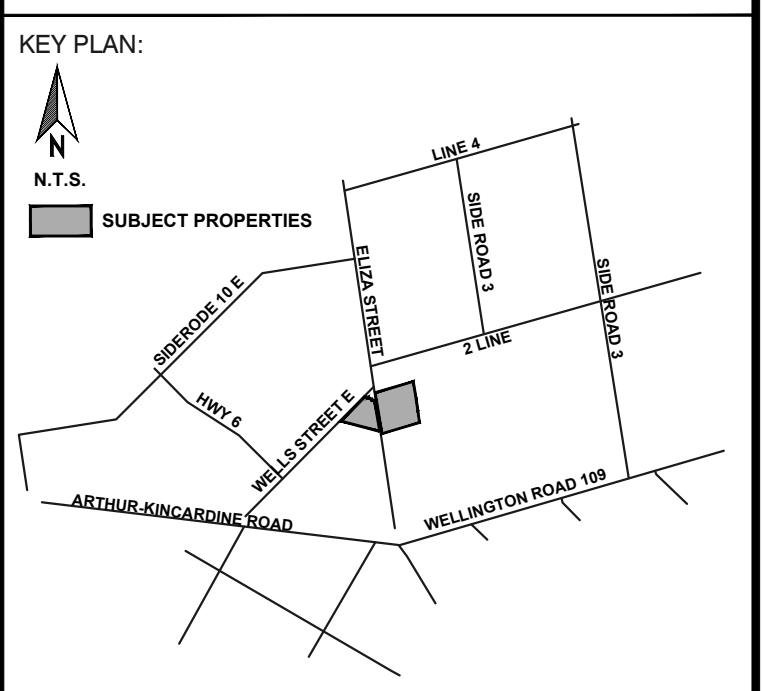 KEY PLAN:
N
N.T.S.
SUBJECT PROPERTIES
LINE 4
SIDE ROAD 3
ELIZA STREET
SIDE ROAD 3
SIDERODE 10 E
2 LINE
HWY 6
WELLS STREET E
ARTHUR-KINCARDINE ROAD
WELLINGTON ROAD 109